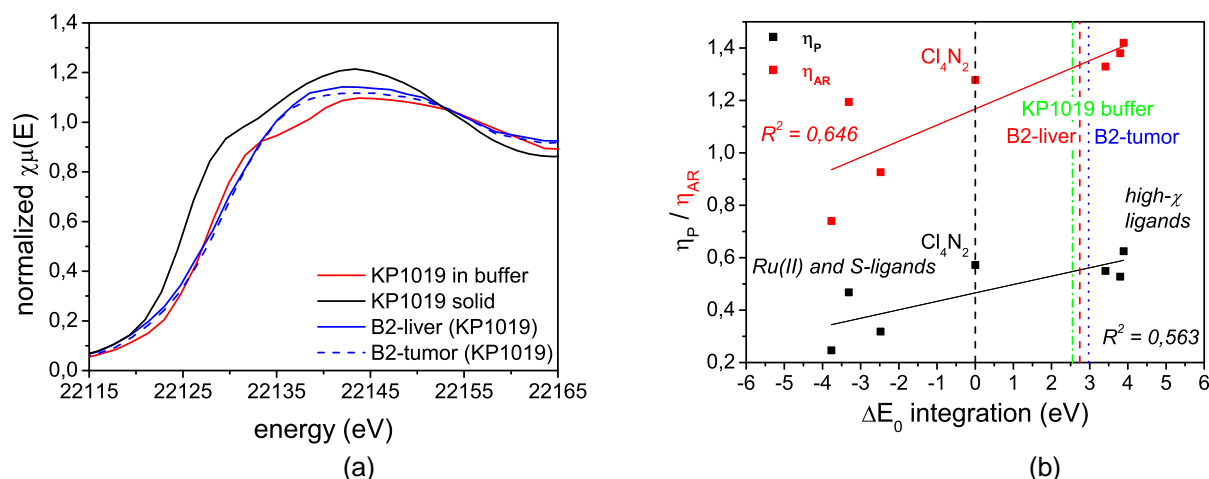 normalized χμ(E)
1,4
1,2
1,0
0,8
0,6
0,4
0,2
0,0
KP1019 in buffer
KP1019 solid
B2-liver (KP1019)
B2-tumor (KP1019)
22115 22125 22135 22145 22155 22165
energy (eV)
(a)
ηP / ηAR
1,4
1,2
1,0
0,8
0,6
0,4
0,2
ηP
ηAR
Cl4N2
KP1019 buffer
R2 = 0,646
B2-liver
B2-tumor
high-χ
ligands
Cl4N2
Ru(II) and S-ligands
R2 = 0,563
-6 -5 -4 -3 -2 -1 0 1 2 3 4 5 6
ΔE0 integration (eV)
(b)